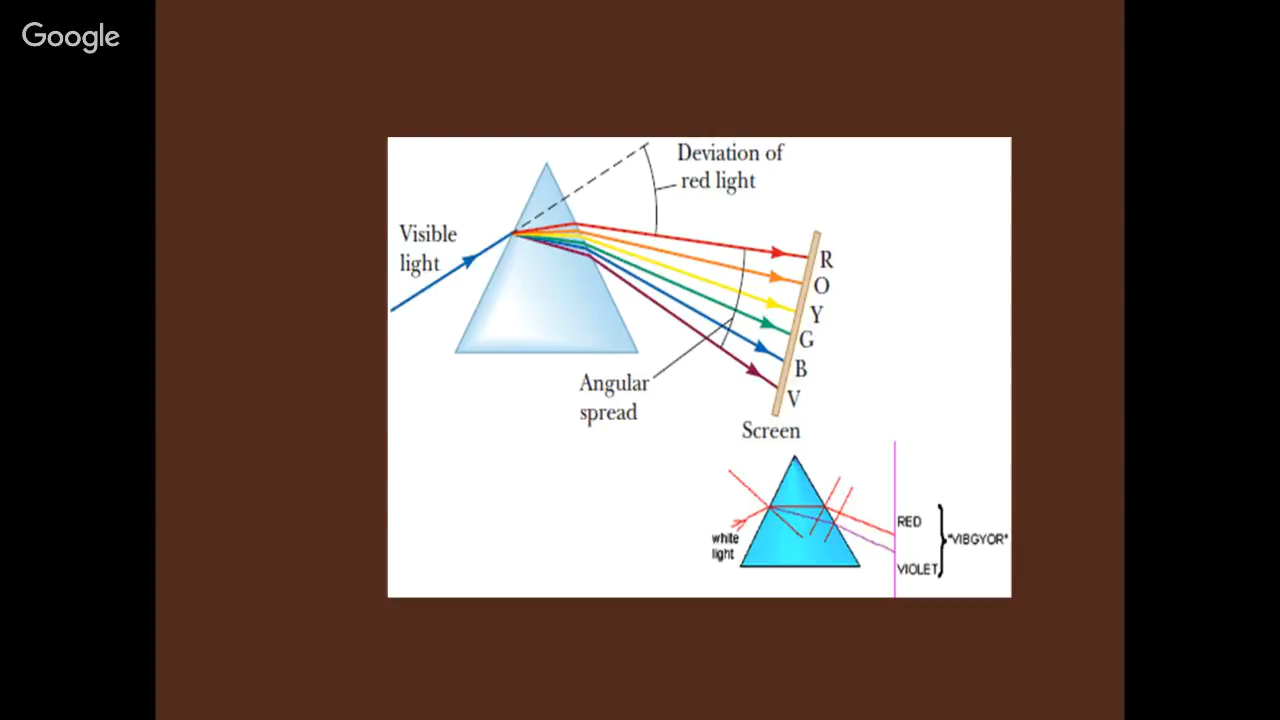 Google
Deviation of
red light
Visible
light
R
O
Y
G
B
V
Angular
spread
Screen
white
light
RED
"VIBGYOR"
VIOLET